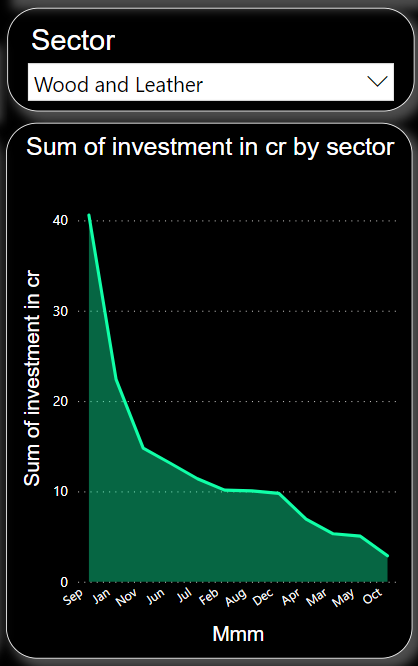 Sector
Wood and Leather
Sum of investment in cr by sector
Sum of investment in cr
40
30
20
10
0
Sep Jan Nov Jun Jul Feb Aug Dec Apr Mar May Oct
Mmm